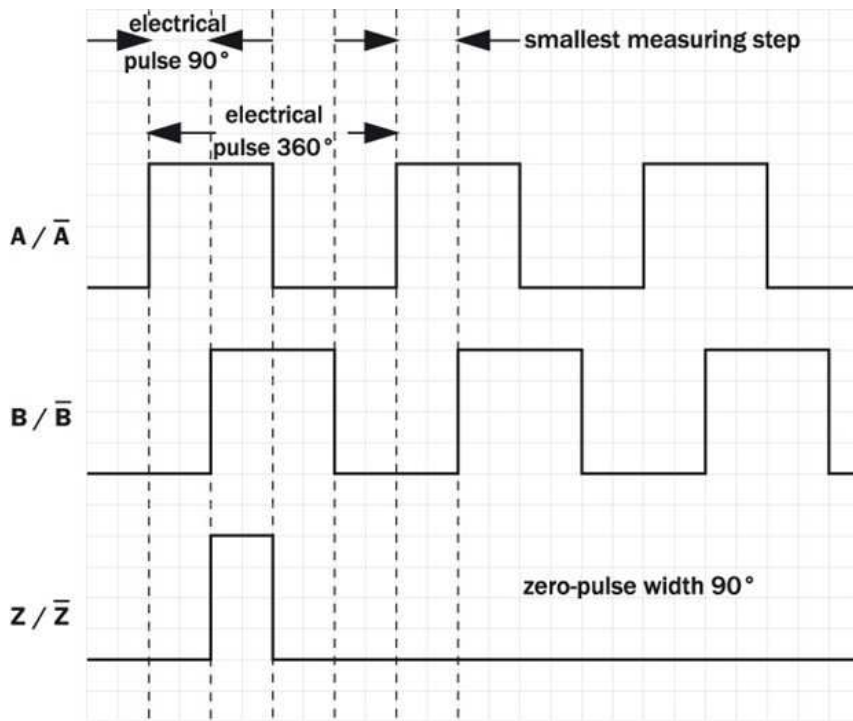 electrical
pulse 90°
smallest measuring step
electrical
pulse 360°
A / A̅
B / B̅
Z / Z̅
zero-pulse width 90°